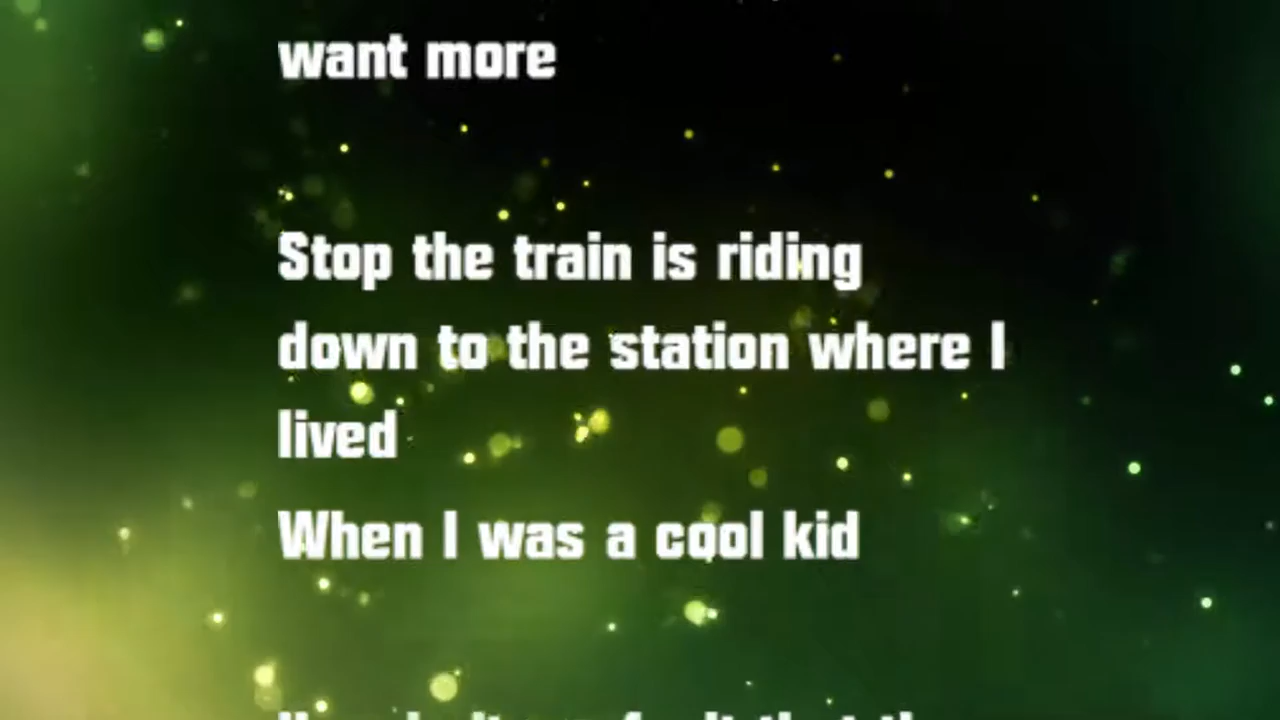 want more
Stop the train is riding
down to the station where I
lived
When I was a cool kid